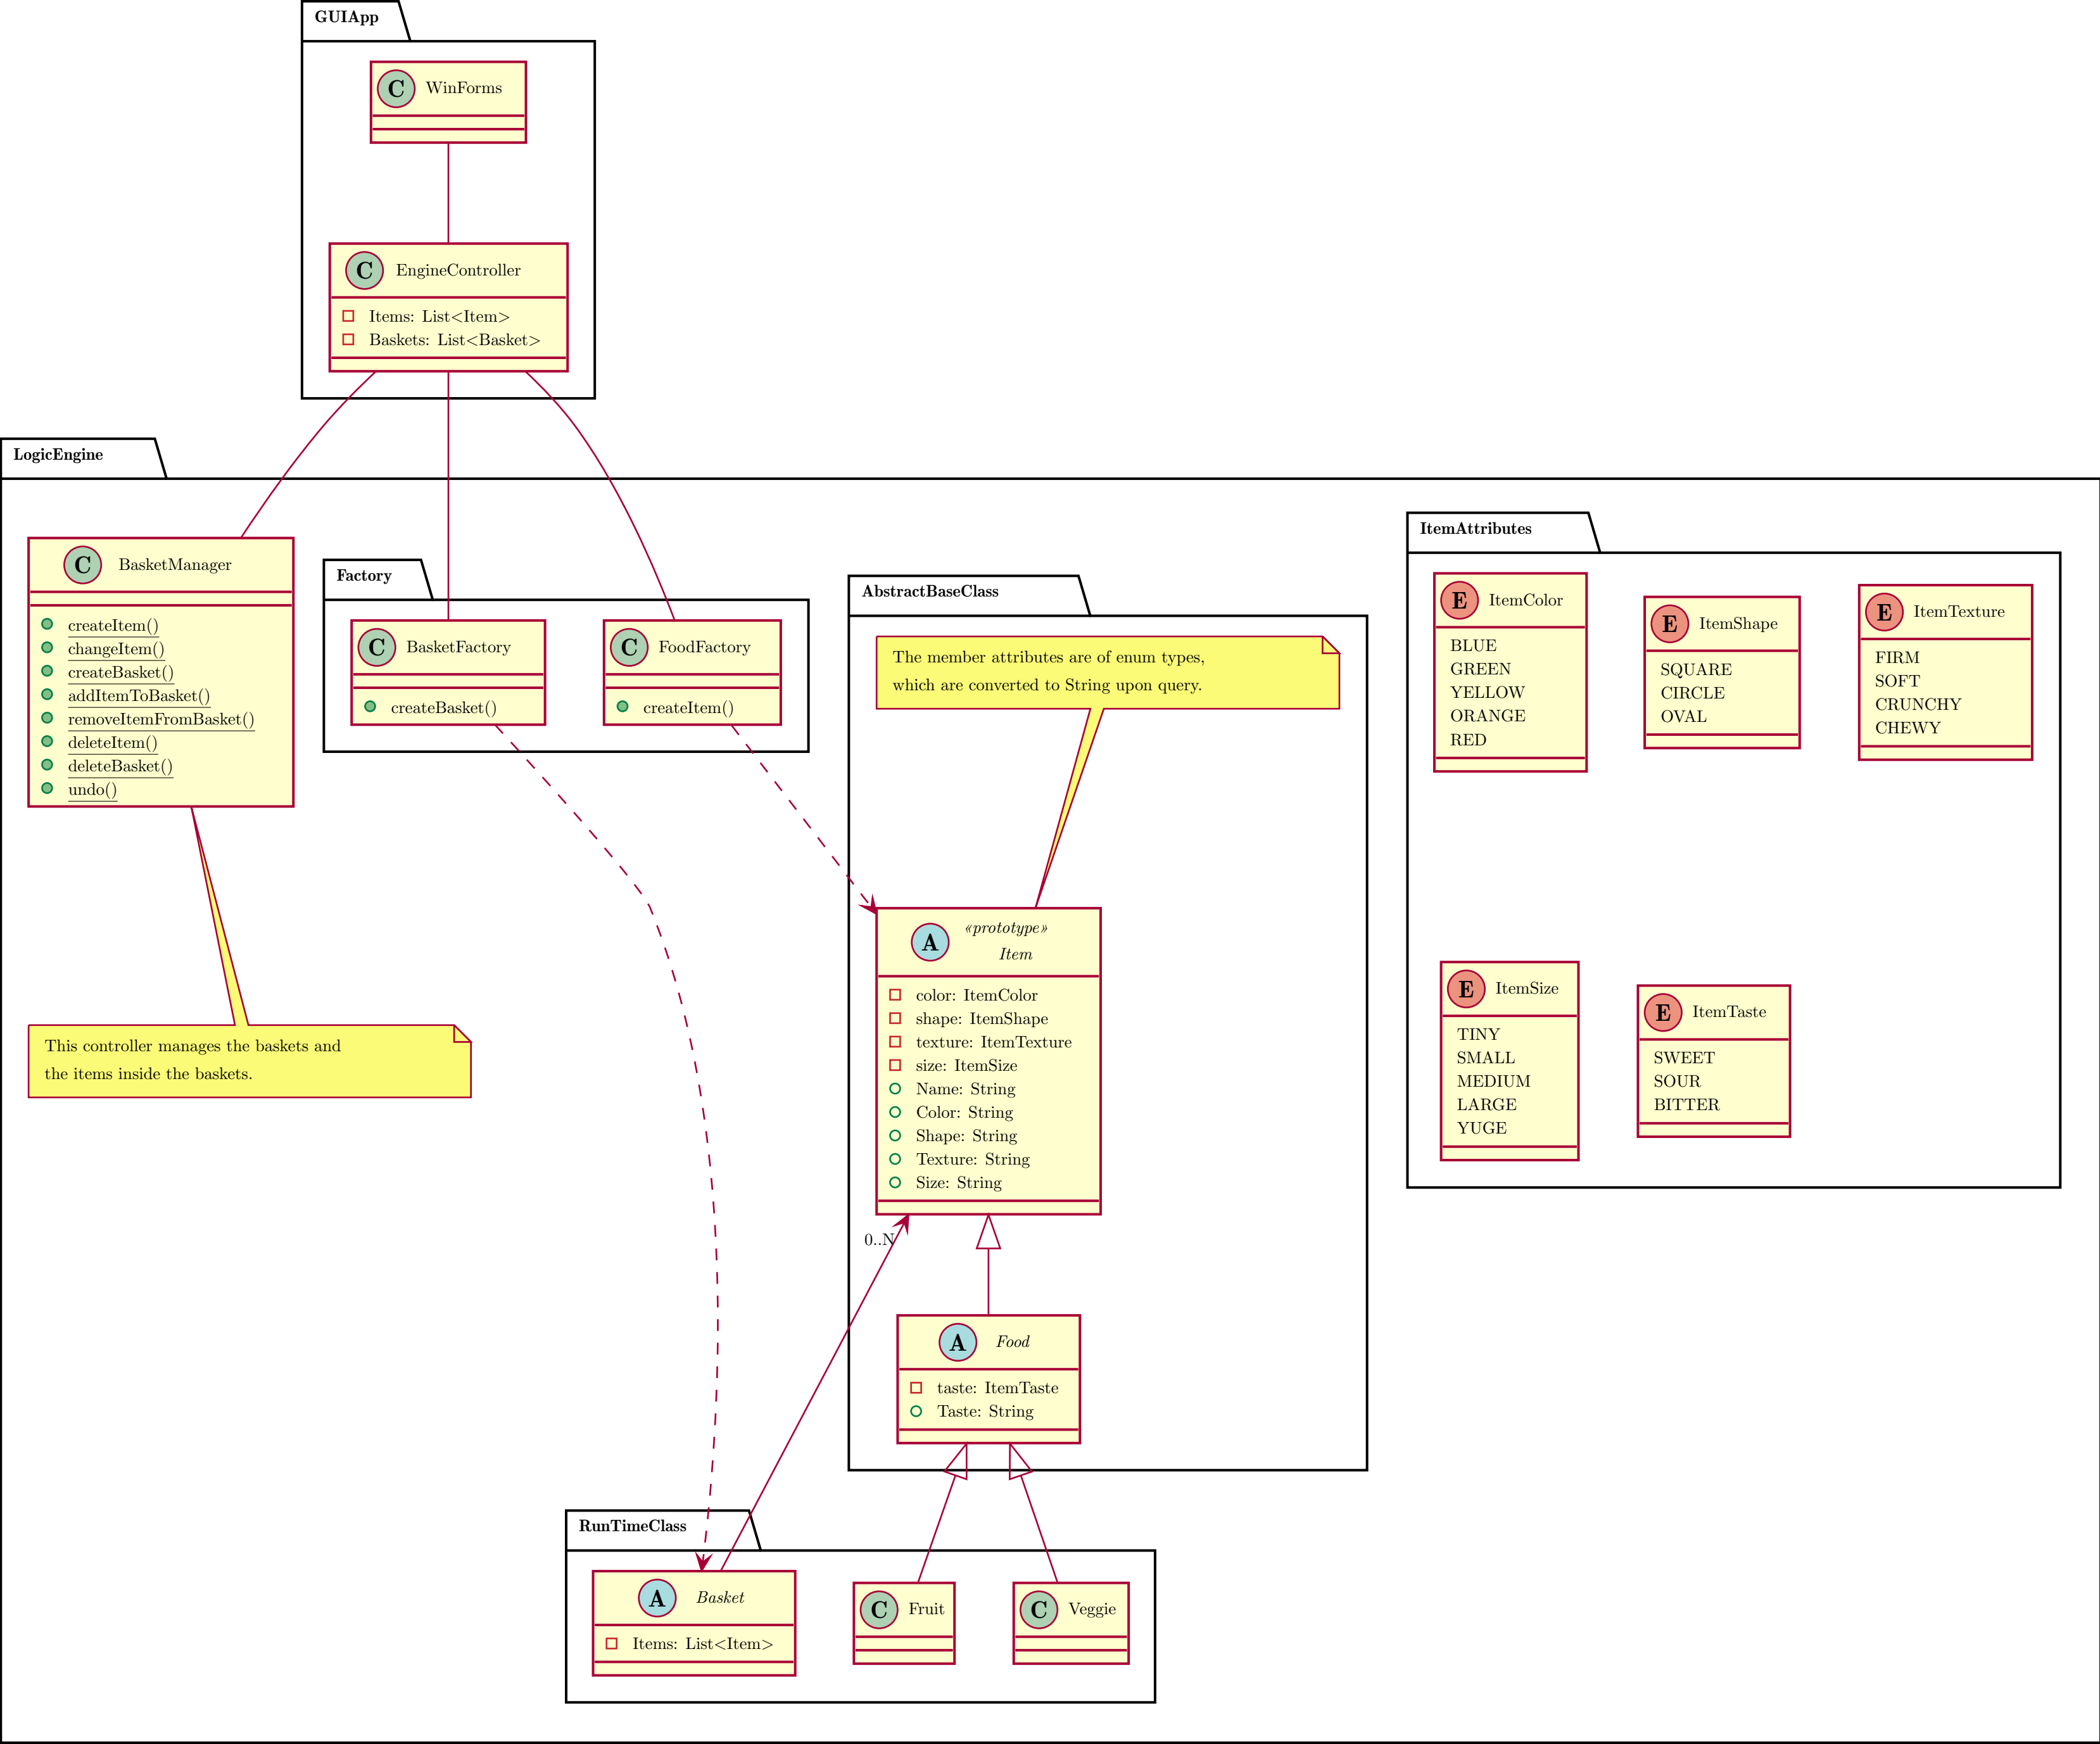 GUIApp
C WinForms
C EngineController
Items: List<Item>
Baskets: List<Basket>
LogicEngine
C BasketManager
createItem()
changeItem()
createBasket()
addItemToBasket()
removeItemFromBasket()
deleteItem()
deleteBasket()
undo()
This controller manages the baskets and
the items inside the baskets.
Factory
C BasketFactory
createBasket()
C FoodFactory
createItem()
AbstractBaseClass
The member attributes are of enum types,
which are converted to String upon query.
A «prototype»
Item
color: ItemColor
shape: ItemShape
texture: ItemTexture
size: ItemSize
Name: String
Color: String
Shape: String
Texture: String
Size: String
0..N
A Food
taste: ItemTaste
Taste: String
ItemAttributes
E ItemColor
BLUE
GREEN
YELLOW
ORANGE
RED
E ItemShape
SQUARE
CIRCLE
OVAL
E ItemTexture
FIRM
SOFT
CRUNCHY
CHEWY
E ItemSize
TINY
SMALL
MEDIUM
LARGE
YUGE
E ItemTaste
SWEET
SOUR
BITTER
RunTimeClass
A Basket
Items: List<Item>
C Fruit
C Veggie